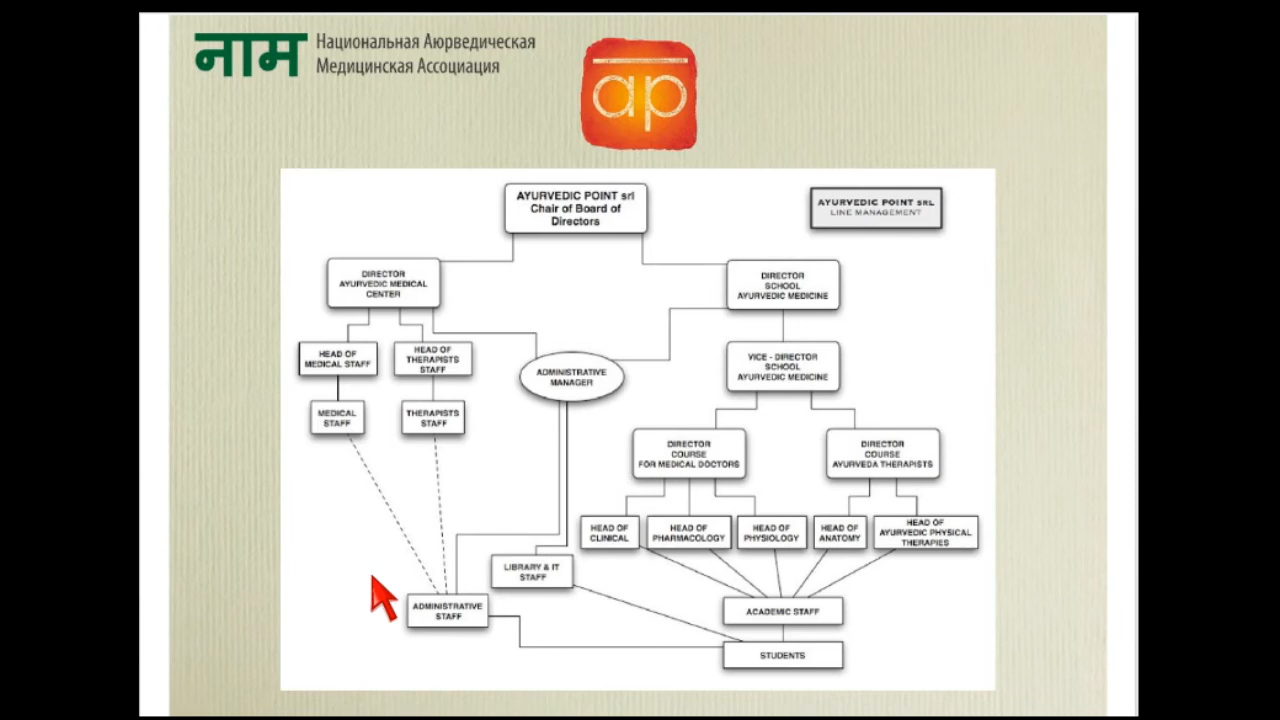 नाम
Национальная Аюрведическая
Медицинская Ассоциация
ap
AYURVEDIC POINT srl
Chair of Board of
Directors
AYURVEDIC POINT SRL
LINE MANAGEMENT
DIRECTOR
AYURVEDIC MEDICAL
CENTER
DIRECTOR
SCHOOL
AYURVEDIC MEDICINE
HEAD OF
MEDICAL STAFF
HEAD OF
THERAPISTS
STAFF
ADMINISTRATIVE
MANAGER
VICE - DIRECTOR
SCHOOL
AYURVEDIC MEDICINE
MEDICAL
STAFF
THERAPISTS
STAFF
DIRECTOR
COURSE
FOR MEDICAL DOCTORS
DIRECTOR
COURSE
AYURVEDA THERAPISTS
HEAD OF
CLINICAL
HEAD OF
PHARMACOLOGY
HEAD OF
PHYSIOLOGY
HEAD OF
ANATOMY
HEAD OF
AYURVEDIC PHYSICAL
THERAPIES
LIBRARY & IT
STAFF
ADMINISTRATIVE
STAFF
ACADEMIC STAFF
STUDENTS